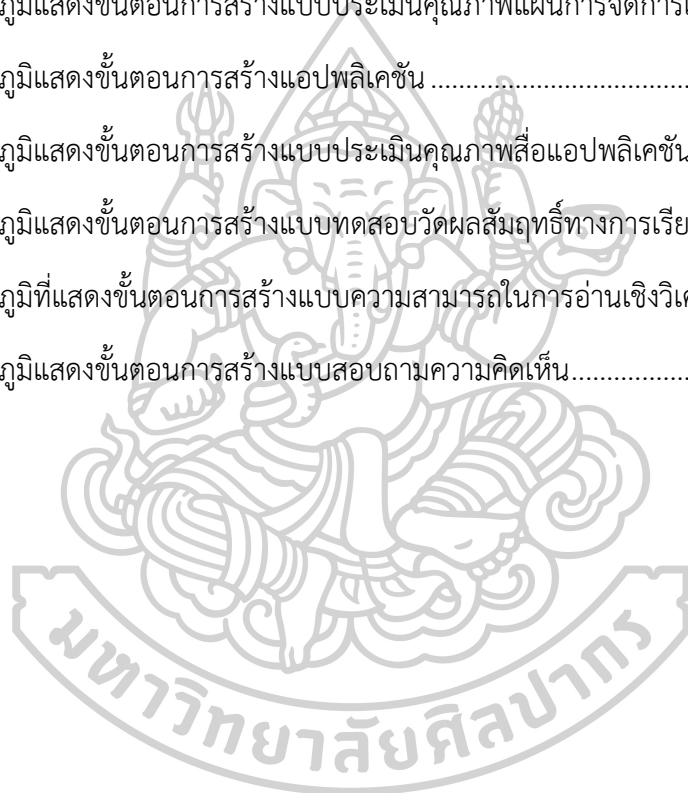 ภูมิแสดงขั้นตอนการสร้างแบบประเมินคุณภาพแผนการจัดการเ
ภูมิแสดงขั้นตอนการสร้างแอปพลิเคชัน ....................................
ภูมิแสดงขั้นตอนการสร้างแบบประเมินคุณภาพสื่อแอปพลิเคชัน
ภูมิแสดงขั้นตอนการสร้างแบบทดสอบวัดผลสัมฤทธิ์ทางการเรีย
ภูมิที่แสดงขั้นตอนการสร้างแบบความสามารถในการอ่านเชิงวิเค
ภูมิแสดงขั้นตอนการสร้างแบบสอบถามความคิดเห็น................
มหาวิทยาลัยศิลปากร